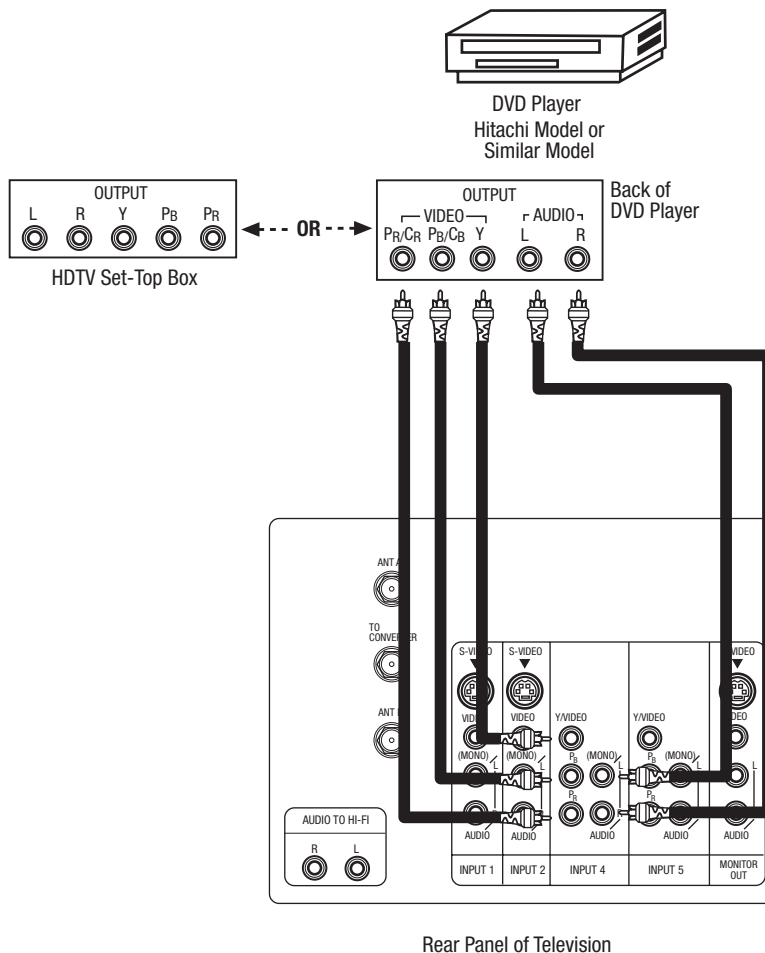 DVD Player
Hitachi Model or
Similar Model
OUTPUT
L R Y PB PR
HDTV Set-Top Box
OR
OUTPUT
VIDEO AUDIO
PR/CR PB/CB Y L R
Back of
DVD Player
ANT
TO
ANT
S-VIDEO S-VIDEO
VIDEO Y/VIDEO Y/VIDEO
(MONO) L (MONO) L PB (MONO) L PB (MONO) L L
PR PR
AUDIO AUDIO AUDIO AUDIO AUDIO
INPUT 1 INPUT 2 INPUT 4 INPUT 5 MONITOR
OUT
AUDIO TO HI-FI
R L
Rear Panel of Television